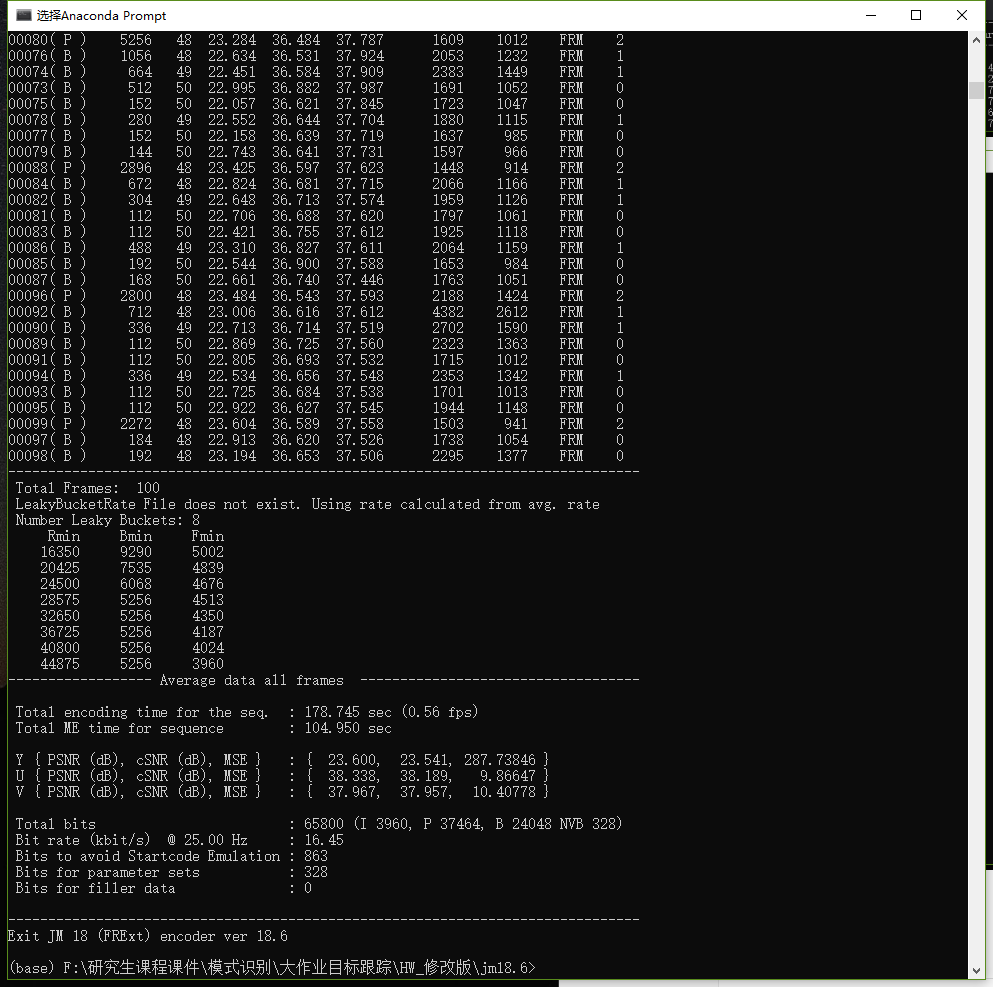 选择Anaconda Prompt
00080( P )     5256   48  23.284  36.484  37.787      1609    1012    FRM    2
00076( B )     1056   48  22.634  36.531  37.924      2053    1232    FRM    1
00074( B )      664   49  22.451  36.584  37.909      2383    1449    FRM    1
00073( B )      512   50  22.995  36.882  37.987      1691    1052    FRM    0
00075( B )      152   50  22.057  36.621  37.845      1723    1047    FRM    0
00078( B )      280   49  22.552  36.644  37.704      1880    1115    FRM    1
00077( B )      152   50  22.158  36.639  37.719      1637     985    FRM    0
00079( B )      144   50  22.743  36.641  37.731      1597     966    FRM    0
00088( P )     2896   48  23.425  36.597  37.623      1448     914    FRM    2
00084( B )      672   48  22.824  36.681  37.715      2066    1166    FRM    1
00082( B )      304   49  22.648  36.713  37.574      1959    1126    FRM    1
00081( B )      112   50  22.706  36.688  37.620      1797    1061    FRM    0
00083( B )      112   50  22.421  36.755  37.612      1925    1118    FRM    0
00086( B )      488   49  23.310  36.827  37.611      2064    1159    FRM    1
00085( B )      192   50  22.544  36.900  37.588      1653     984    FRM    0
00087( B )      168   50  22.661  36.740  37.446      1763    1051    FRM    0
00096( P )     2800   48  23.484  36.543  37.593      2188    1424    FRM    2
00092( B )      712   48  23.006  36.616  37.612      4382    2612    FRM    1
00090( B )      336   49  22.713  36.714  37.519      2702    1590    FRM    1
00089( B )      112   50  22.869  36.725  37.560      2323    1363    FRM    0
00091( B )      112   50  22.805  36.693  37.532      1715    1012    FRM    0
00094( B )      336   49  22.534  36.656  37.548      2353    1342    FRM    1
00093( B )      112   50  22.725  36.684  37.538      1701    1013    FRM    0
00095( B )      112   50  22.922  36.627  37.545      1944    1148    FRM    0
00099( P )     2272   48  23.604  36.589  37.558      1503     941    FRM    2
00097( B )      184   48  22.913  36.620  37.526      1738    1054    FRM    0
00098( B )      192   48  23.194  36.653  37.506      2295    1377    FRM    0
-------------------------------------------------------------------------------
Total Frames:  100
LeakyBucketRate File does not exist. Using rate calculated from avg. rate
Number Leaky Buckets: 8
Rmin     Bmin     Fmin
16350     9290     5002
20425     7535     4839
24500     6068     4676
28575     5256     4513
32650     5256     4350
36725     5256     4187
40800     5256     4024
44875     5256     3960
------------------ Average data all frames  -----------------------------------
Total encoding time for the seq.  : 178.745 sec (0.56 fps)
Total ME time for sequence        : 104.950 sec
Y { PSNR (dB), cSNR (dB), MSE }   : {  23.600,  23.541, 287.73846 }
U { PSNR (dB), cSNR (dB), MSE }   : {  38.338,  38.189,   9.86647 }
V { PSNR (dB), cSNR (dB), MSE }   : {  37.967,  37.957,  10.40778 }
Total bits                        : 65800 (I 3960, P 37464, B 24048 NVB 328)
Bit rate (kbit/s)  @ 25.00 Hz     : 16.45
Bits to avoid Startcode Emulation : 863
Bits for parameter sets           : 328
Bits for filler data              : 0
-------------------------------------------------------------------------------
Exit JM 18 (FRExt) encoder ver 18.6
(base) F:\研究生课程课件\模式识别\大作业目标跟踪\HW_修改版\jm18.6>